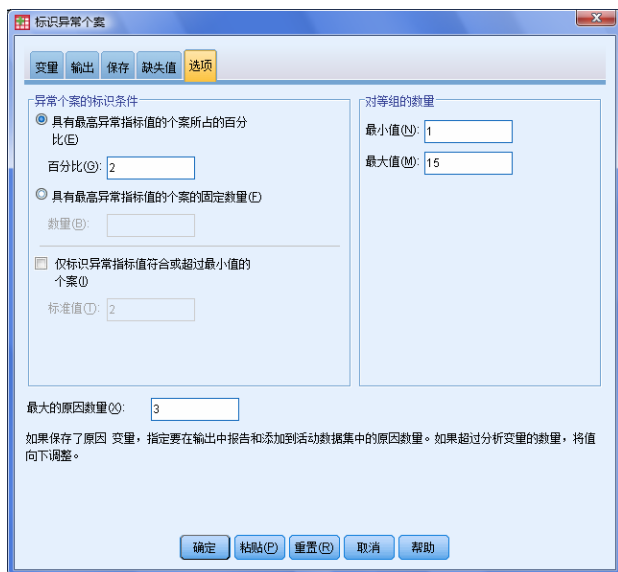 标识异常个案
变量 输出 保存 缺失值 选项
异常个案的标识条件
具有最高异常指标值的个案所占的百分
比(E)
百分比(G): 2
具有最高异常指标值的个案的固定数量(F)
数量(B):
仅标识异常指标值符合或超过最小值的
个案(I)
标准值(T): 2
对等组的数量
最小值(N): 1
最大值(M): 15
最大的原因数量(X): 3
如果保存了原因 变量，指定要在输出中报告和添加到活动数据集中的原因数量。如果超过分析变量的数量，将值
向下调整。
确定 粘贴(P) 重置(R) 取消 帮助